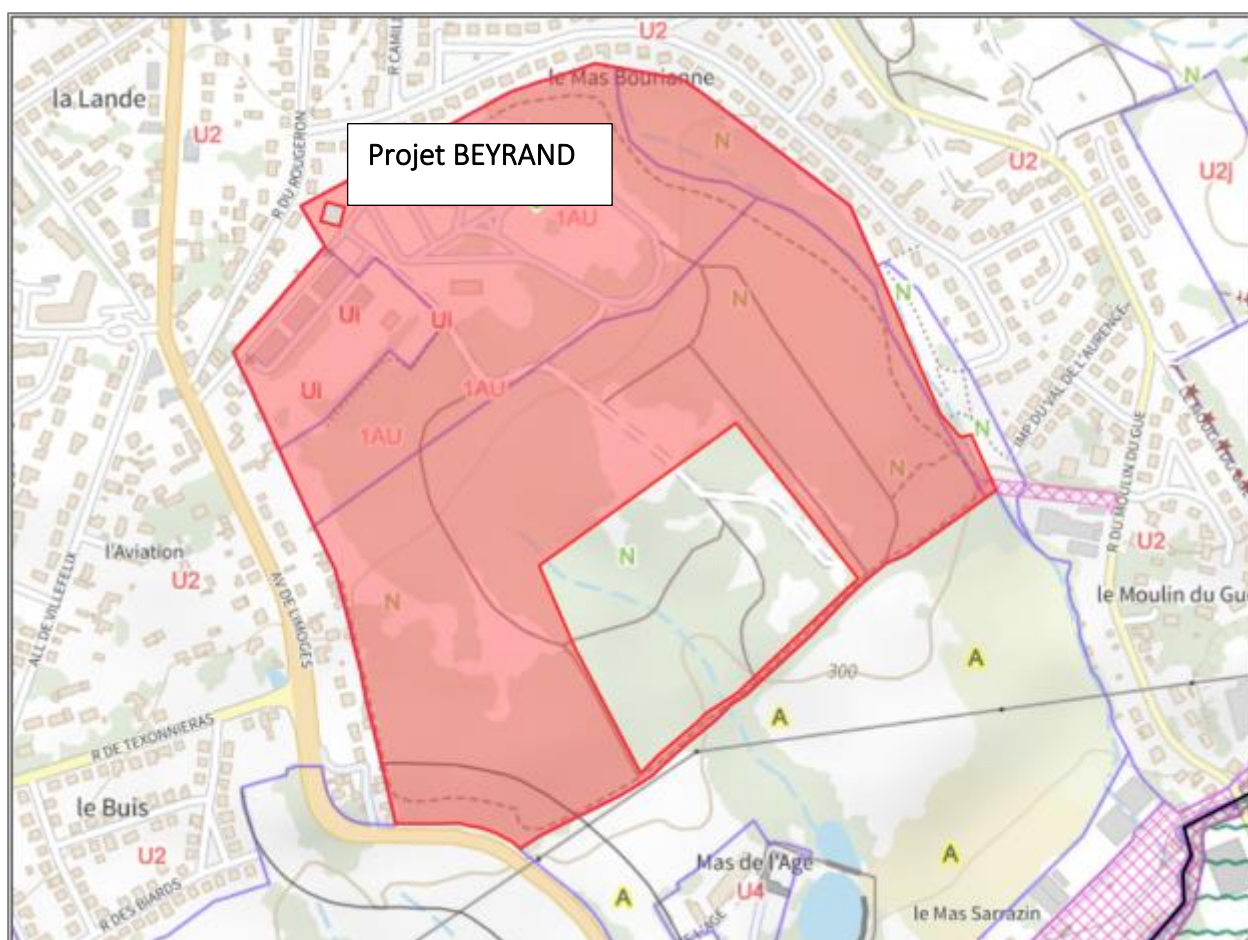 U2
R CAMIL
le Mas Bourianne
la Lande
N
U2
R DU ROUGERON
Projet BEYRAND
N
U2
U2j
1AU
N
N
Ui
Ui
Ui
1AU
1AU
IMP DU VAL DE L'AURENCE
R DU MOULIN DU GUE
N
N
l'Aviation
U2
ALL DE VILLEFELIX
AV DE LIMOGES
N
N
U2
le Moulin du Gu
A
300
A
R DE TEXONNIERAS
le Buis
U2
R DES BIARDS
Mas de l'Age
U4
A
A
le Mas Sarrazin